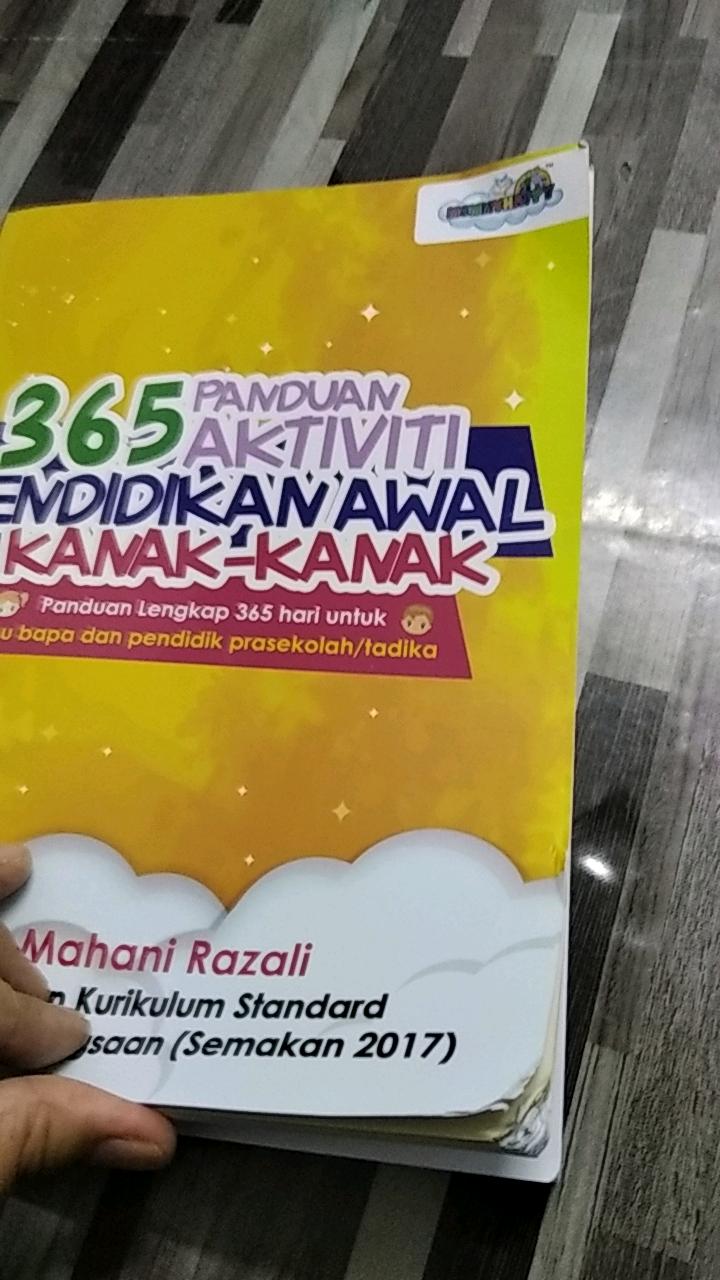 365 PANDUAN
AKTIVITI
ENDIDIKAN AWAL
KANAK-KANAK
Panduan Lengkap 365 hari untuk
u bapa dan pendidik prasekolah/tadika
Mahani Razali
n Kurikulum Standard
gsaan (Semakan 2017)